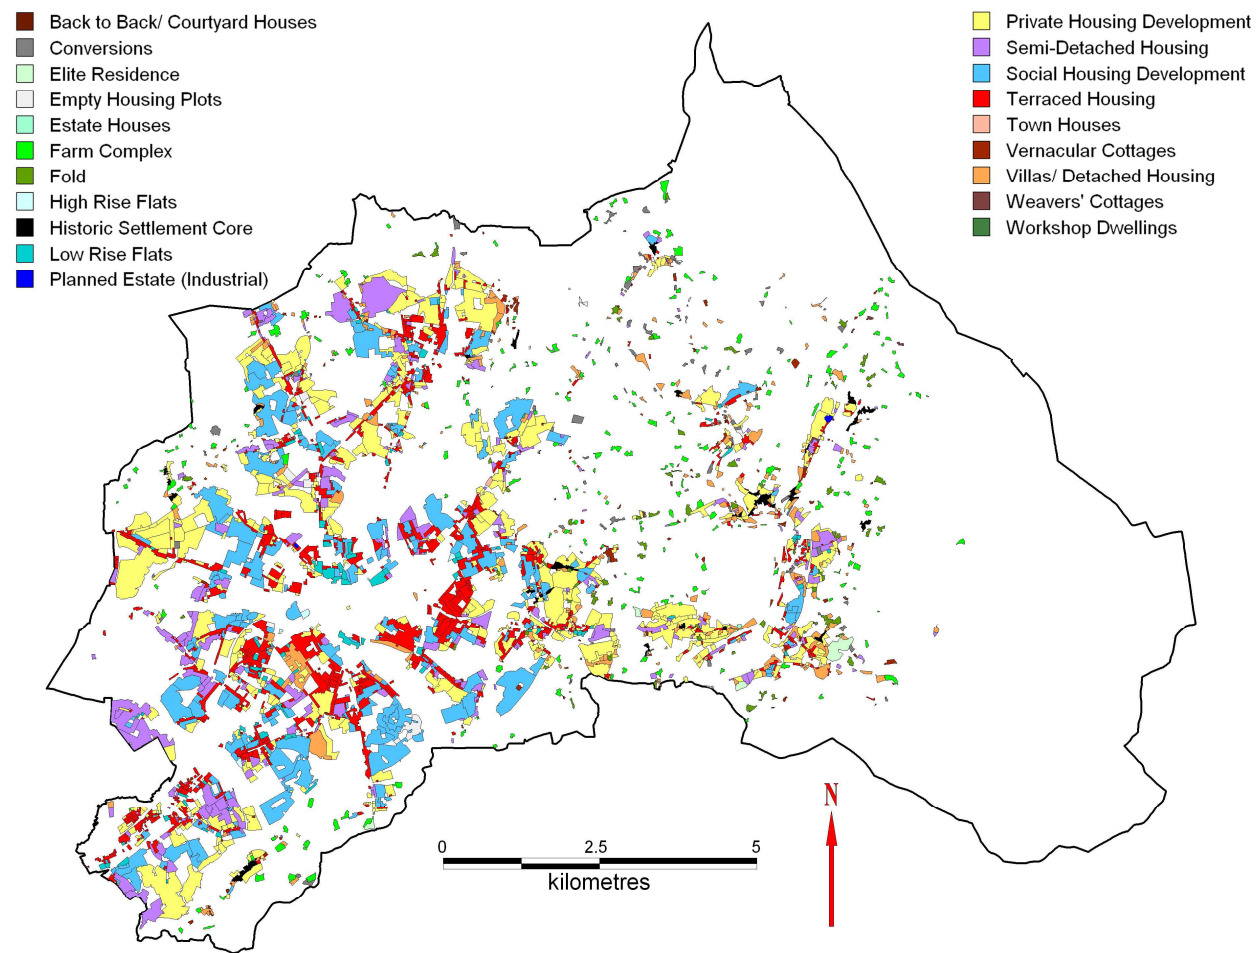 Back to Back/ Courtyard Houses
Conversions
Elite Residence
Empty Housing Plots
Estate Houses
Farm Complex
Fold
High Rise Flats
Historic Settlement Core
Low Rise Flats
Planned Estate (Industrial)
Private Housing Development
Semi-Detached Housing
Social Housing Development
Terraced Housing
Town Houses
Vernacular Cottages
Villas/ Detached Housing
Weavers' Cottages
Workshop Dwellings
N
0 2.5 5
kilometres